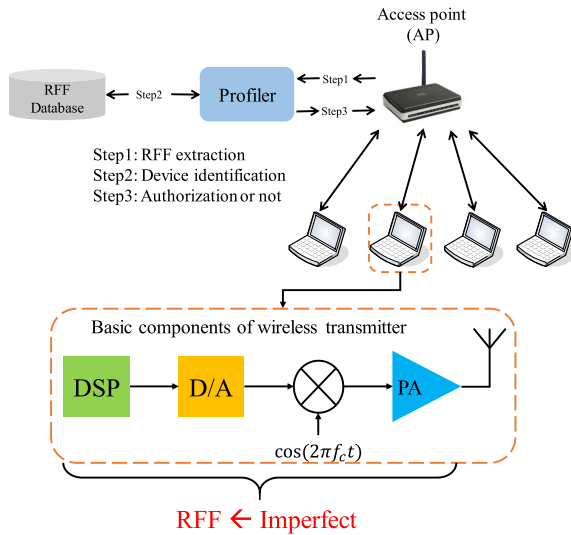 Access point
(AP)
RFF
Database
Step2
Profiler
Step1
Step3
Step1: RFF extraction
Step2: Device identification
Step3: Authorization or not
Basic components of wireless transmitter
DSP
D/A
PA
cos(2πf_c t)
RFF ← Imperfect